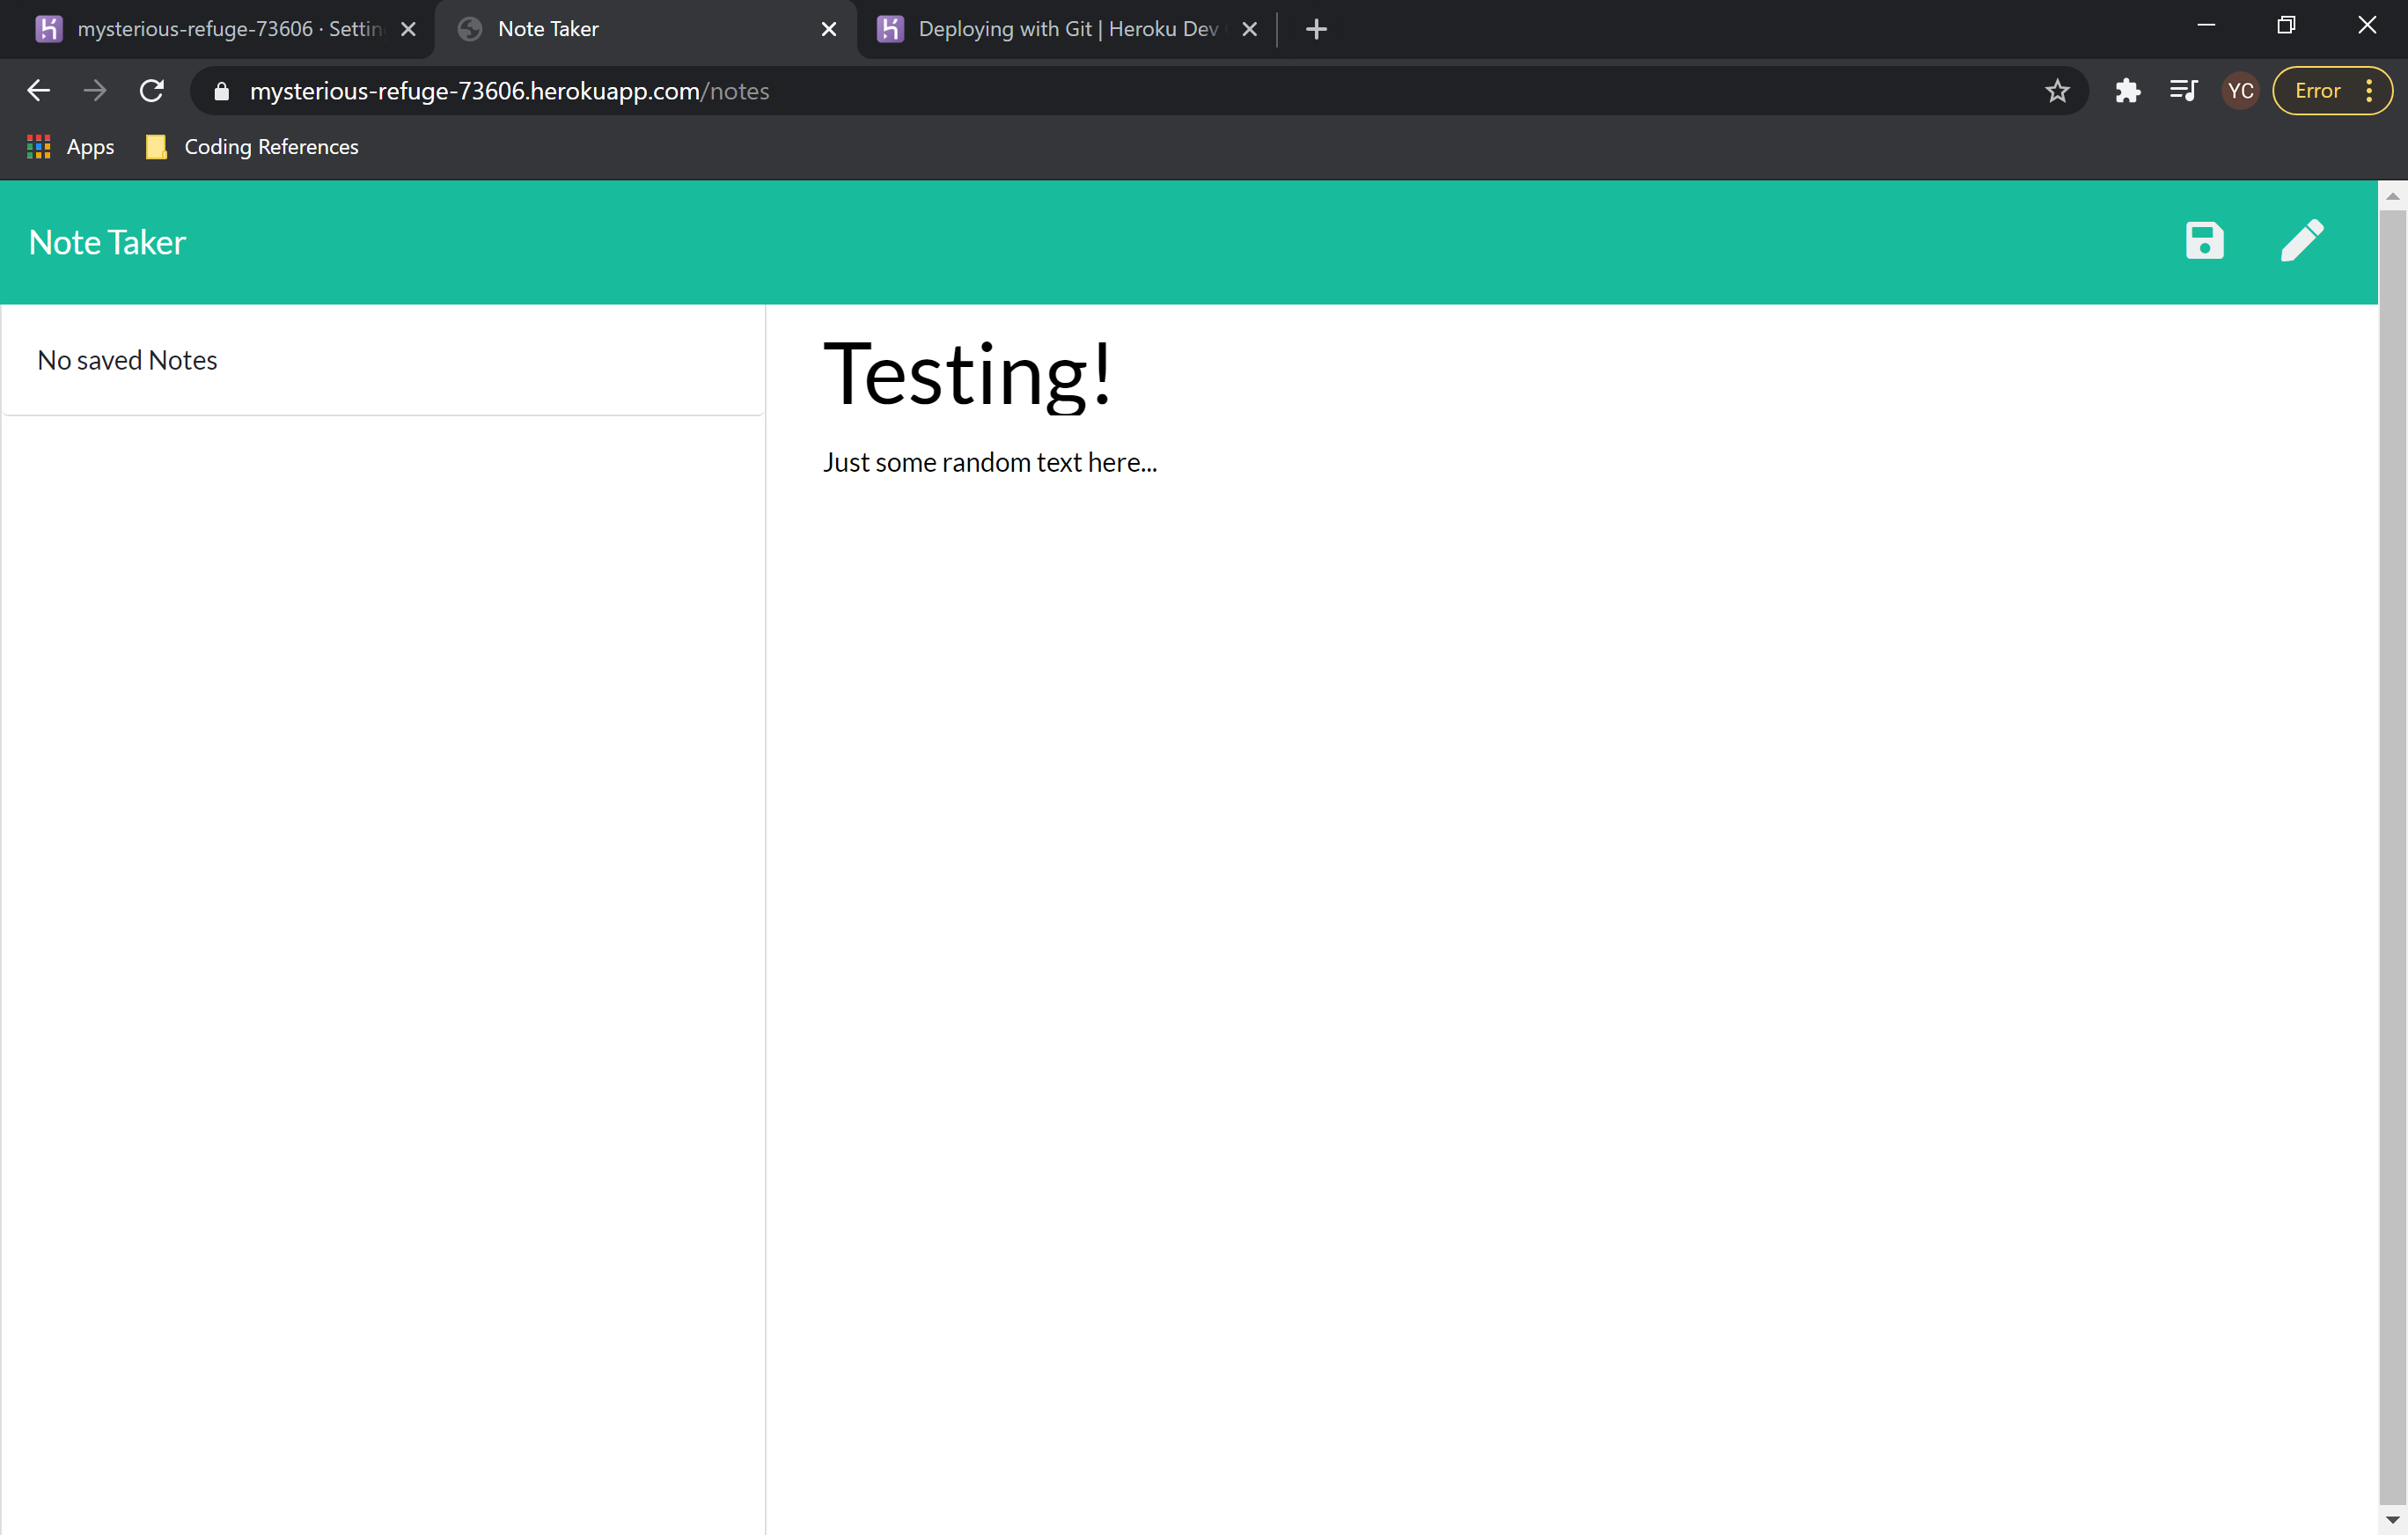 mysterious-refuge-73606 · Settin
Note Taker
Deploying with Git | Heroku Dev
mysterious-refuge-73606.herokuapp.com/notes
YC
Error
Apps
Coding References
Note Taker
No saved Notes
Testing!
Just some random text here...